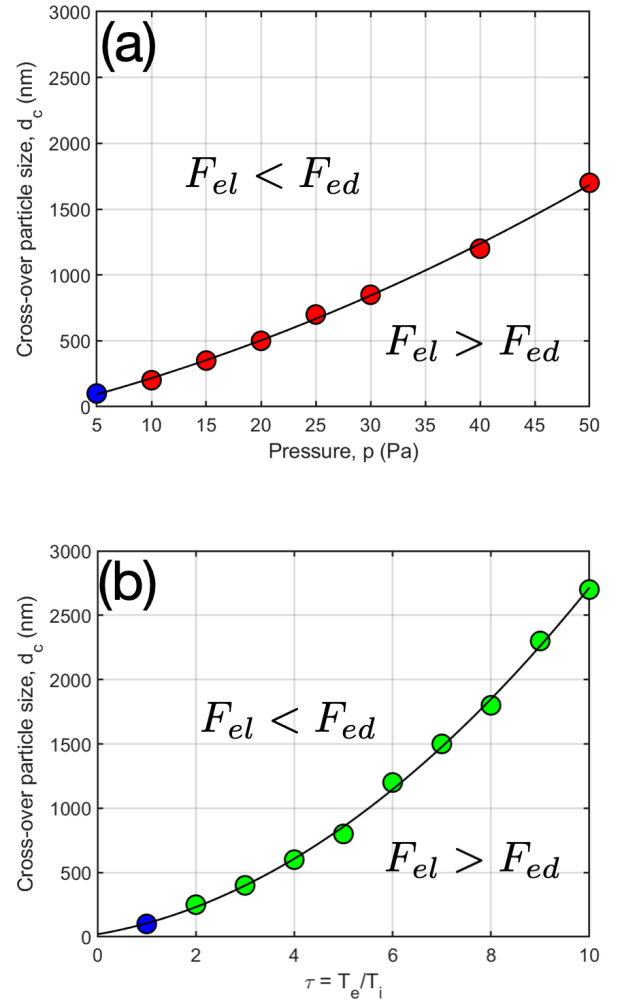 (a)
Cross-over particle size, d_c (nm)
3000
2500
2000
1500
1000
500
0
F_el < F_ed
F_el > F_ed
5 10 15 20 25 30 35 40 45 50
Pressure, p (Pa)
(b)
Cross-over particle size, d_c (nm)
3000
2500
2000
1500
1000
500
0
F_el < F_ed
F_el > F_ed
0 2 4 6 8 10
τ = T_e/T_i